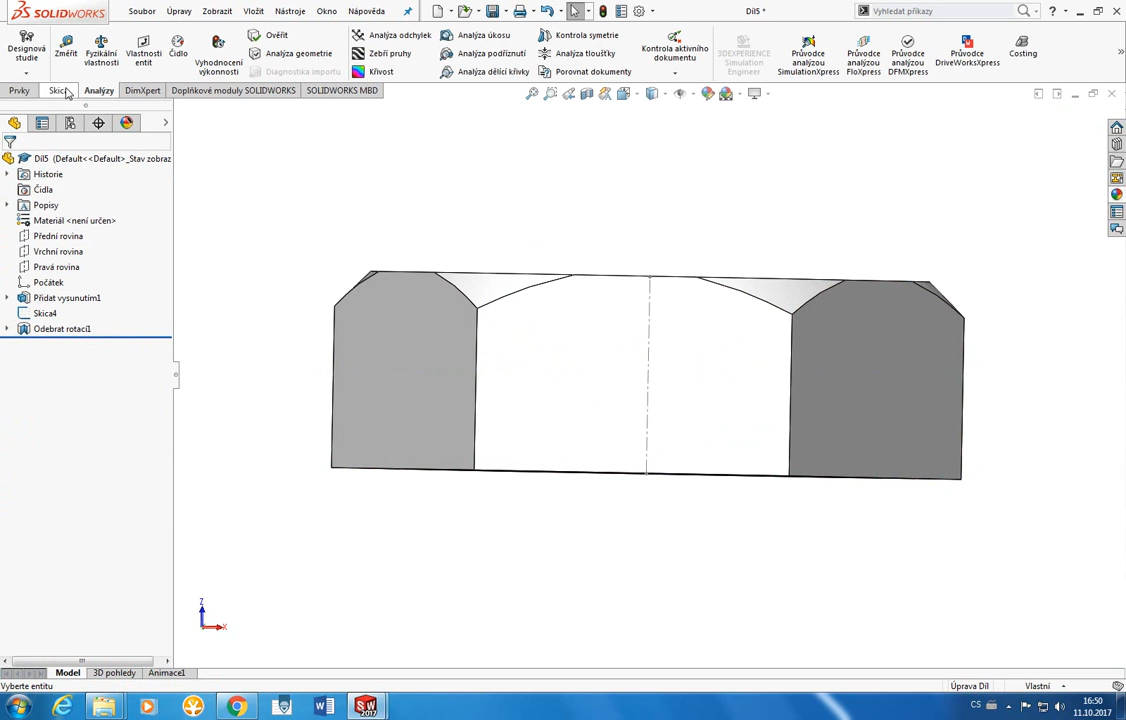 SOLIDWORKS Soubor Úpravy Zobrazit Vložit Nástroje Okno Nápověda Díl5 * Vyhledat příkazy ?
Designová studie Změřit Fyzikální vlastnosti Vlastnosti entit Čidlo Vyhodnocení výkonnosti
Ověřit
Analýza geometrie
Diagnostika importu
Analýza odchylek
Zebří pruhy
Křivost
Analýza úkosu
Analýza podříznutí
Analýza dělící křivky
Kontrola symetrie
Analýza tloušťky
Porovnat dokumenty
Kontrola aktivního dokumentu
3DEXPERIENCE Simulation Engineer
Průvodce analýzou SimulationXpress
Průvodce analýzou FloXpress
Průvodce analýzou DFMXpress
Průvodce DriveWorksXpress
Costing
Prvky Skica Analýzy DimXpert Doplňkové moduly SOLIDWORKS SOLIDWORKS MBD
Díl5 (Default<<Default>_Stav zobraz
Historie
Čidla
Popisy
Materiál <není určen>
Přední rovina
Vrchní rovina
Pravá rovina
Počátek
Přidat vysunutím1
Skica4
Odebrat rotací1
Z
X
Model 3D pohledy Animace1
Vyberte entitu Úprava Díl Vlastní
CS 16:50
11.10.2017
SW
2017